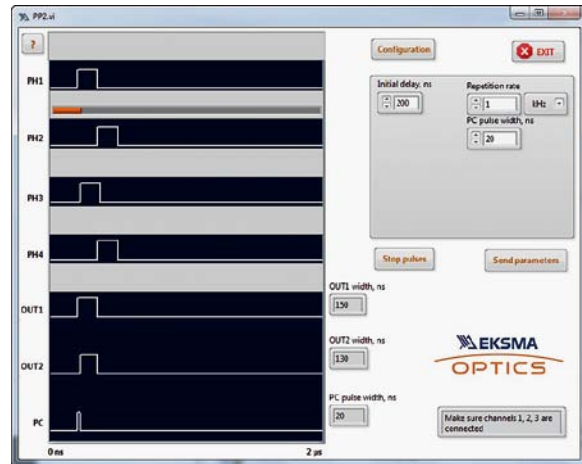 PP2.vi
?
Configuration
EXIT
PH1
PH2
PH3
PH4
OUT1
OUT2
PC
0 ns
2 µs
Initial delay, ns
200
Repetition rate
1
kHz
PC pulse width, ns
20
Stop pulses
Send parameters
OUT1 width, ns
150
OUT2 width, ns
130
PC pulse width, ns
20
EKSMA
OPTICS
Make sure channels 1, 2, 3 are
connected